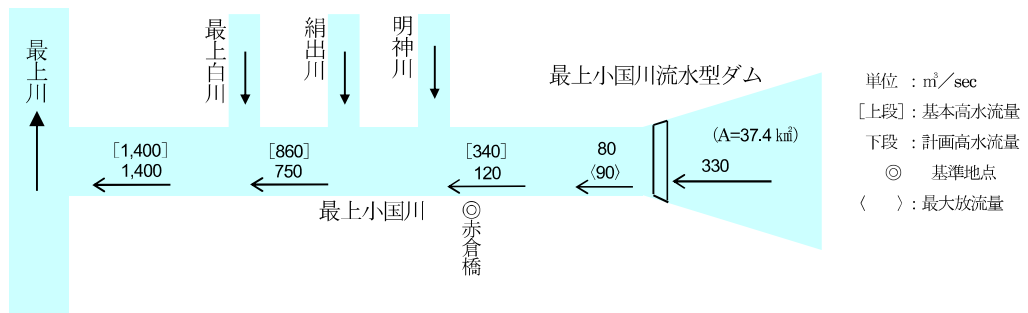 最上川
最上白川
絹出川
明神川
最上小国川流水型ダム
(A=37.4 ㎢)
[1,400]
1,400
[860]
750
[340]
120
80
〈90〉
330
最上小国川
◎赤倉橋
単位 : ㎥/sec
[上段] : 基本高水流量
下段 : 計画高水流量
◎ 基準地点
〈 〉: 最大放流量